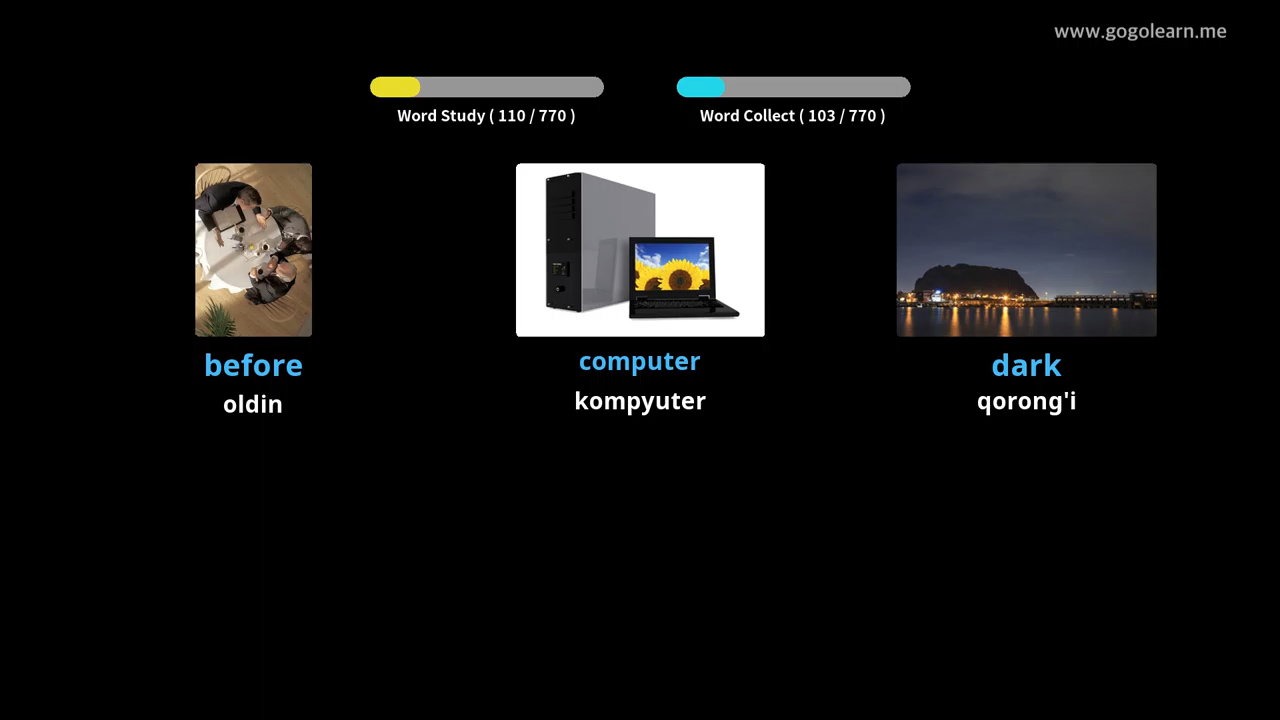 www.gogolearn.me
Word Study ( 110 / 770 )
Word Collect ( 103 / 770 )
before
computer
dark
oldin
kompyuter
qorong'i